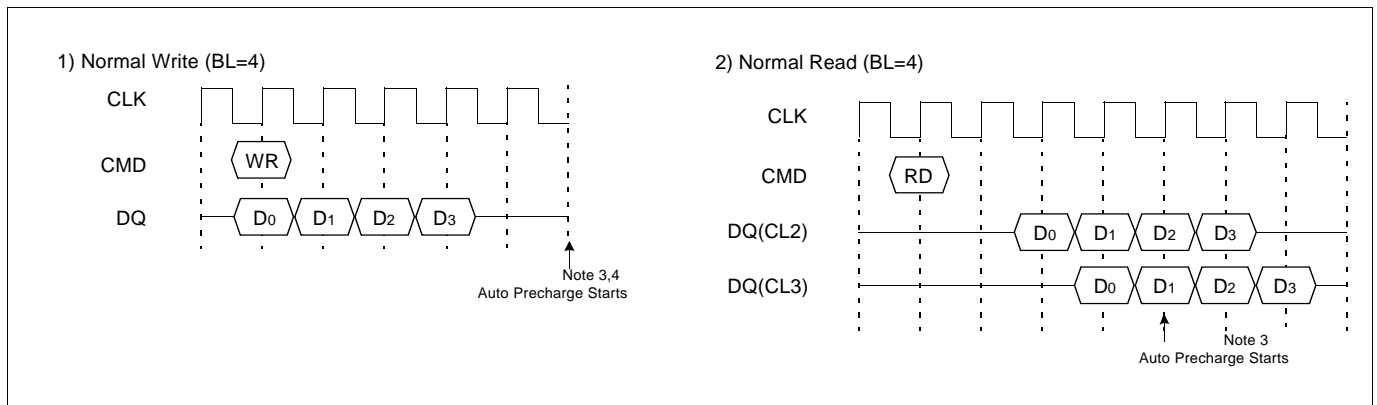 1) Normal Write (BL=4)
CLK
CMD
WR
DQ
D0 D1 D2 D3
Note 3,4
Auto Precharge Starts
2) Normal Read (BL=4)
CLK
CMD
RD
DQ(CL2)
D0 D1 D2 D3
DQ(CL3)
D0 D1 D2 D3
Note 3
Auto Precharge Starts